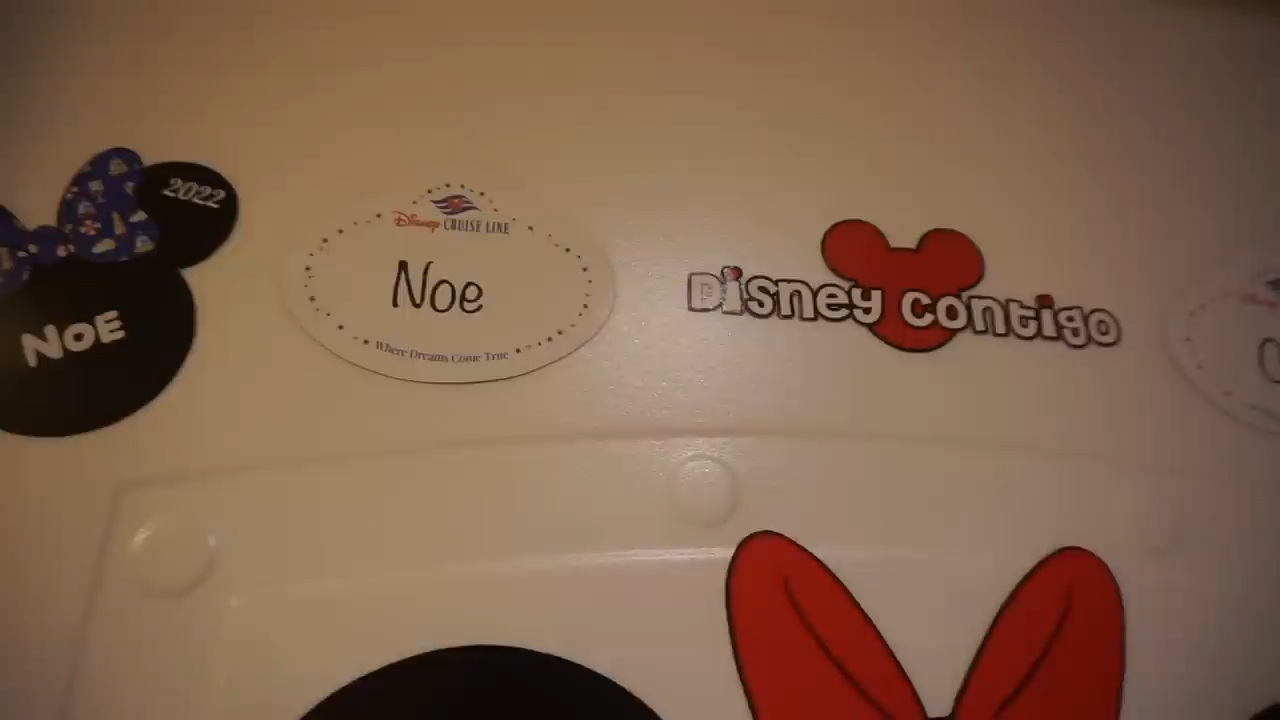 2022
NOE
Disney CRUISE LINE
Noe
Where Dreams Come True
Disney contigo